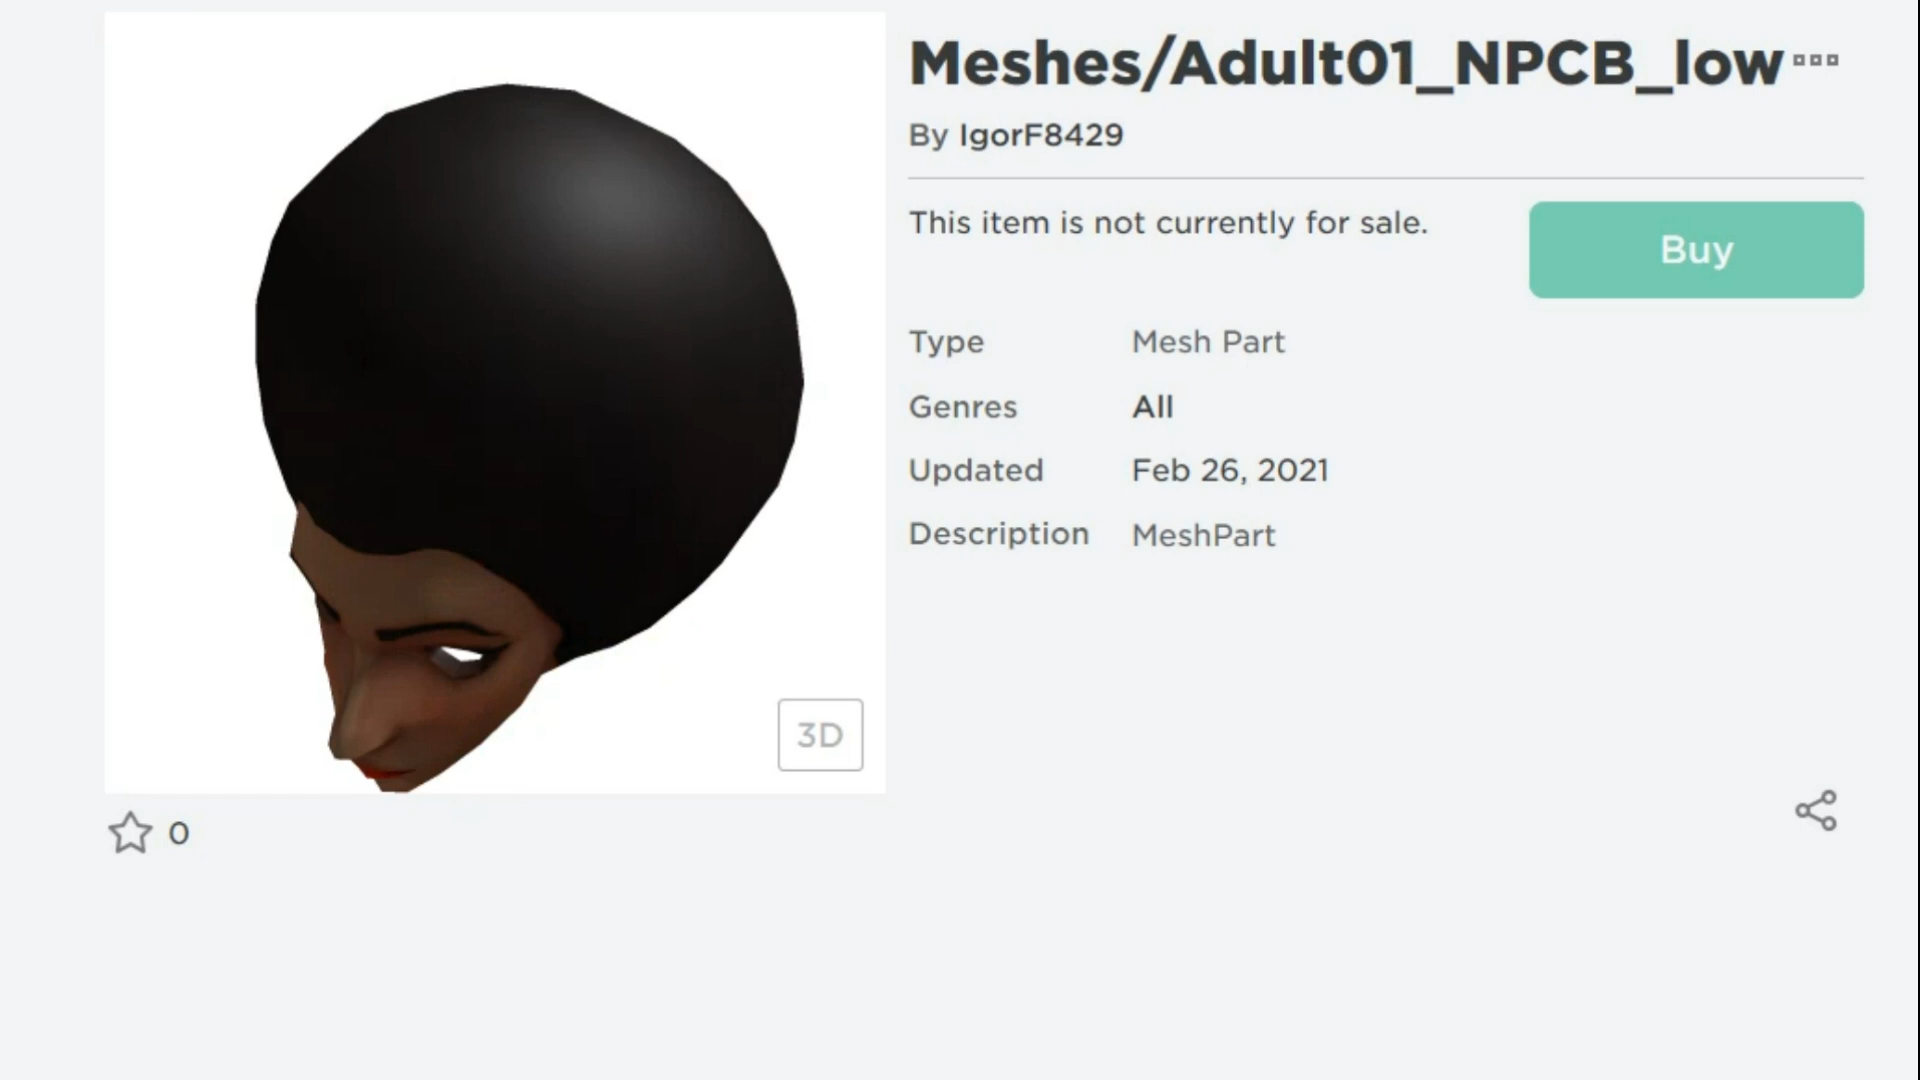 Meshes/Adult01_NPCB_low
By IgorF8429
This item is not currently for sale.
Buy
Type Mesh Part
Genres All
Updated Feb 26, 2021
Description MeshPart
3D
0